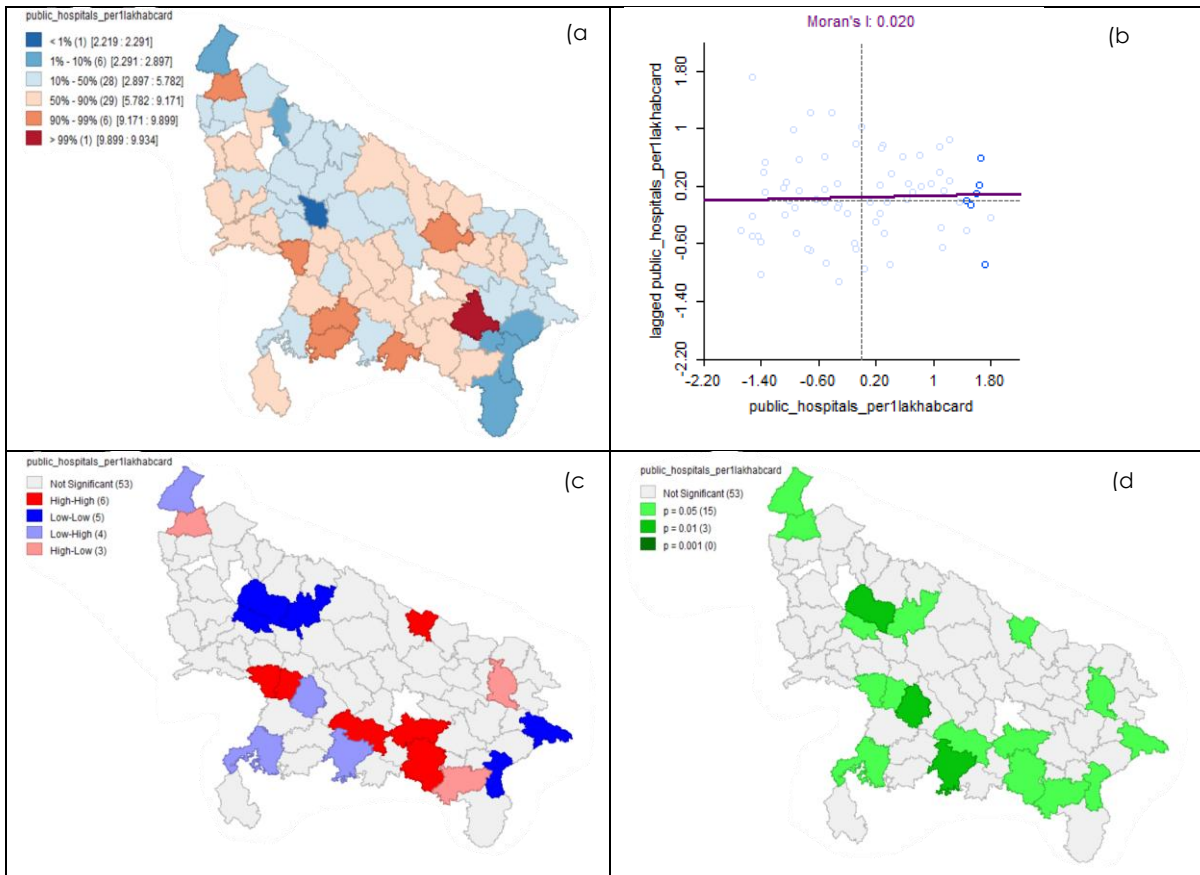 public_hospitals_per1lakhabcard
< 1% (1) [2.219 : 2.291]
1% - 10% (6) [2.291 : 2.897]
10% - 50% (28) [2.897 : 5.782]
50% - 90% (29) [5.782 : 9.171]
90% - 99% (6) [9.171 : 9.899]
> 99% (1) [9.899 : 9.934]
(a
Moran's I: 0.020
(b
lagged public_hospitals_per1lakhabcard
1.80
1
0.20
-0.60
-1.40
-2.20
-2.20 -1.40 -0.60 0.20 1 1.80
public_hospitals_per1lakhabcard
public_hospitals_per1lakhabcard
Not Significant (53)
High-High (6)
Low-Low (5)
Low-High (4)
High-Low (3)
(c
public_hospitals_per1lakhabcard
Not Significant (53)
p = 0.05 (15)
p = 0.01 (3)
p = 0.001 (0)
(d